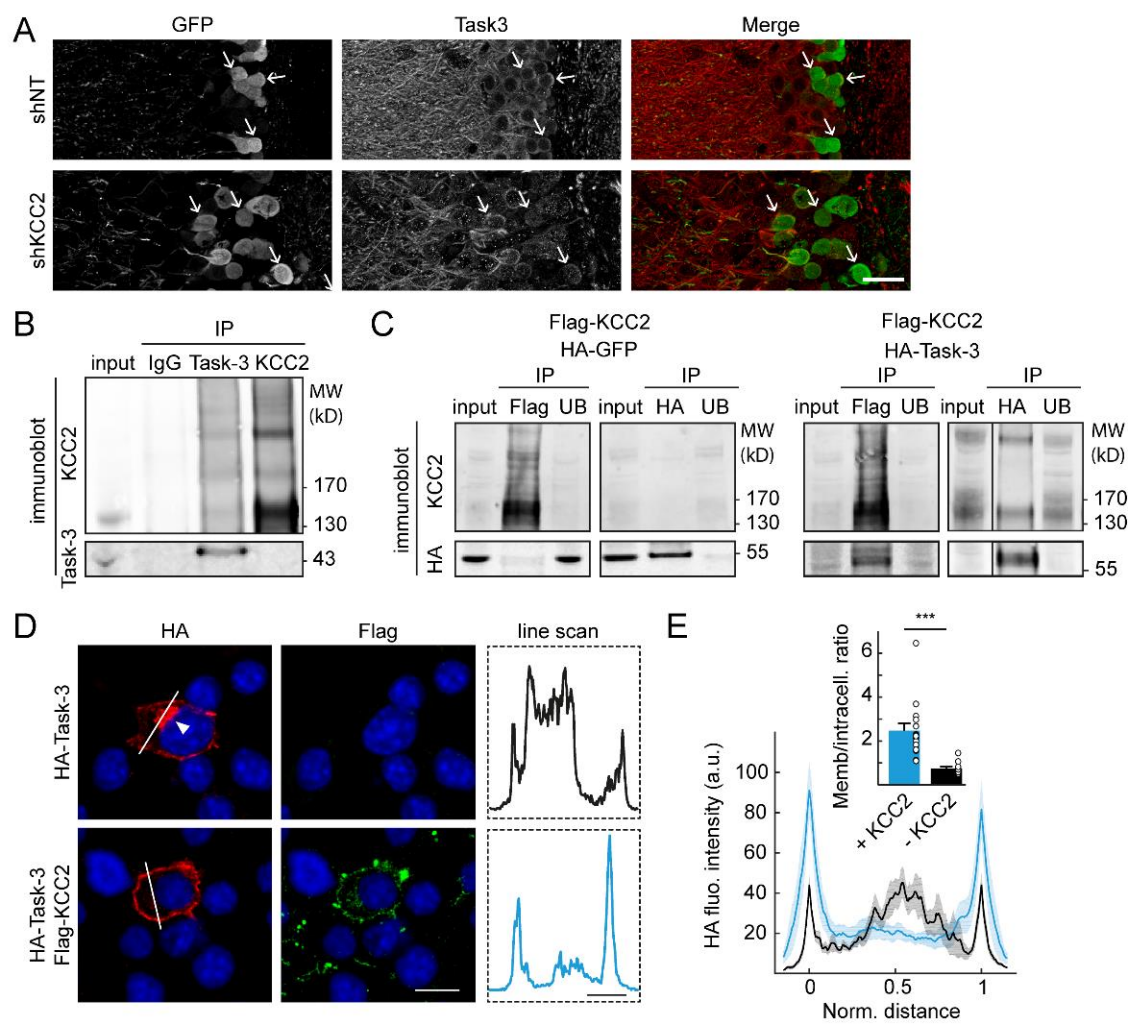 A
GFP
Task3
Merge
shNT
shKCC2
B
IP
input IgG Task-3 KCC2
MW
(kD)
immunoblot
KCC2
170
130
Task-3
43
C
Flag-KCC2
HA-GFP
Flag-KCC2
HA-Task-3
IP
IP
IP
IP
input Flag UB
input HA UB
MW
(kD)
input Flag UB
input HA UB
MW
(kD)
immunoblot
KCC2
170
130
170
130
HA
55
55
D
HA
Flag
line scan
HA-Task-3
HA-Task-3
Flag-KCC2
E
***
Memb/intracell. ratio
6
4
2
+ KCC2
- KCC2
HA fluo. intensity (a.u.)
100
80
60
40
20
0
0.5
1
Norm. distance